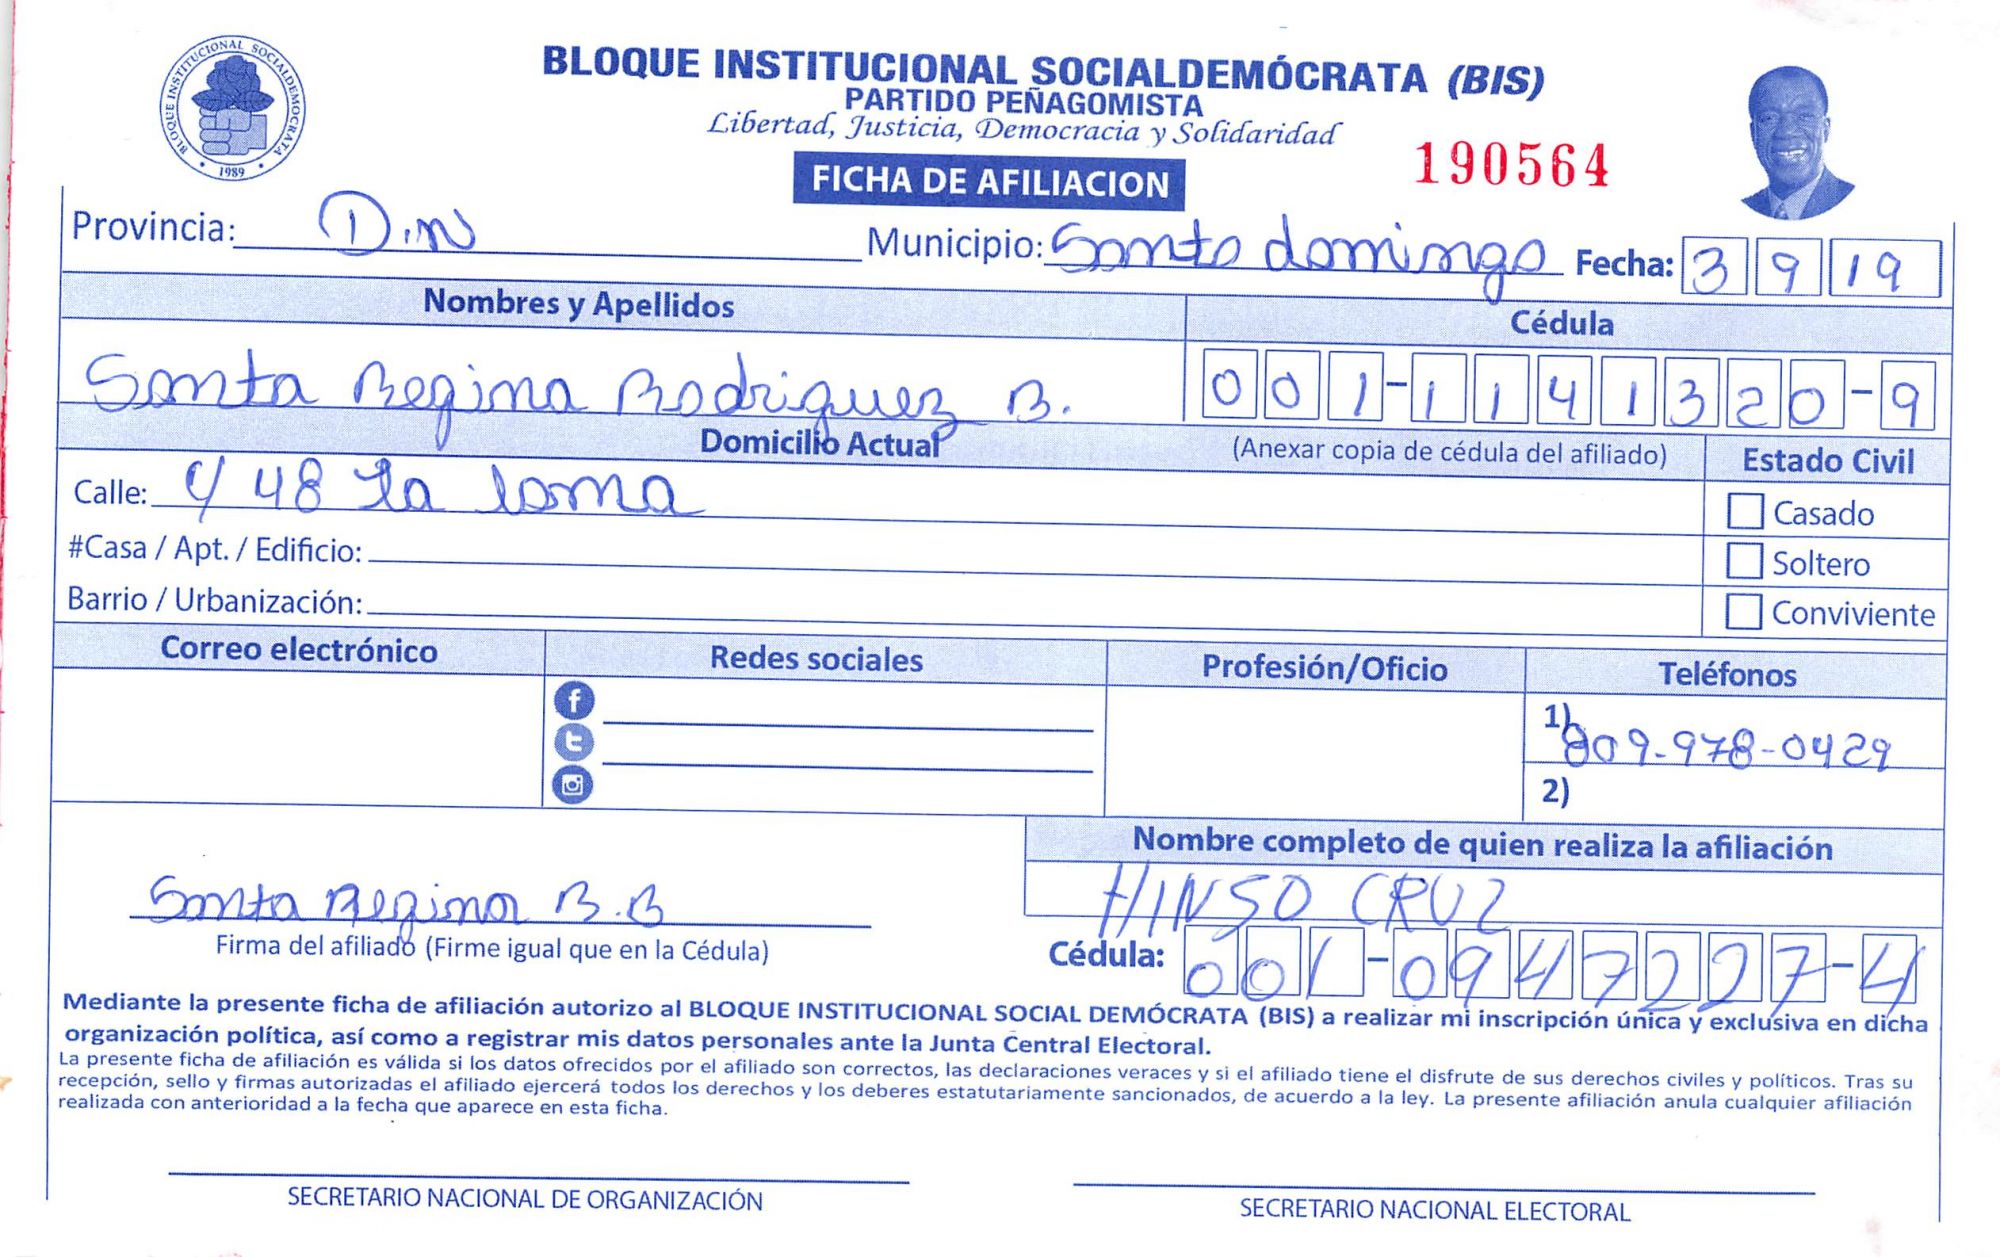 BLOQUE INSTITUCIONAL SOCIALDEMOCRATA
1989
BLOQUE INSTITUCIONAL SOCIALDEMÓCRATA (BIS)
PARTIDO PEÑAGOMISTA
Libertad, Justicia, Democracia y Solidaridad
FICHA DE AFILIACION
190564
Provincia: D.N Municipio: Santo domingo Fecha: 3 9 19
Nombres y Apellidos Cédula
Santa Regina Rodriguez B. 001-1141320-9
Domicilio Actual (Anexar copia de cédula del afiliado) Estado Civil
Calle: c/ 48 La loma
Casado
#Casa / Apt. / Edificio:
Soltero
Barrio / Urbanización:
Conviviente
Correo electrónico Redes sociales Profesión/Oficio Teléfonos
1) 809-978-0429
2)
Nombre completo de quien realiza la afiliación
HINSO CRUZ
Santa Regina R.B
Firma del afiliado (Firme igual que en la Cédula)
Cédula: 001-0947227-4
Mediante la presente ficha de afiliación autorizo al BLOQUE INSTITUCIONAL SOCIAL DEMÓCRATA (BIS) a realizar mi inscripción única y exclusiva en dicha
organización política, así como a registrar mis datos personales ante la Junta Central Electoral.
La presente ficha de afiliación es válida si los datos ofrecidos por el afiliado son correctos, las declaraciones veraces y si el afiliado tiene el disfrute de sus derechos civiles y políticos. Tras su
recepción, sello y firmas autorizadas el afiliado ejercerá todos los derechos y los deberes estatutariamente sancionados, de acuerdo a la ley. La presente afiliación anula cualquier afiliación
realizada con anterioridad a la fecha que aparece en esta ficha.
SECRETARIO NACIONAL DE ORGANIZACIÓN
SECRETARIO NACIONAL ELECTORAL